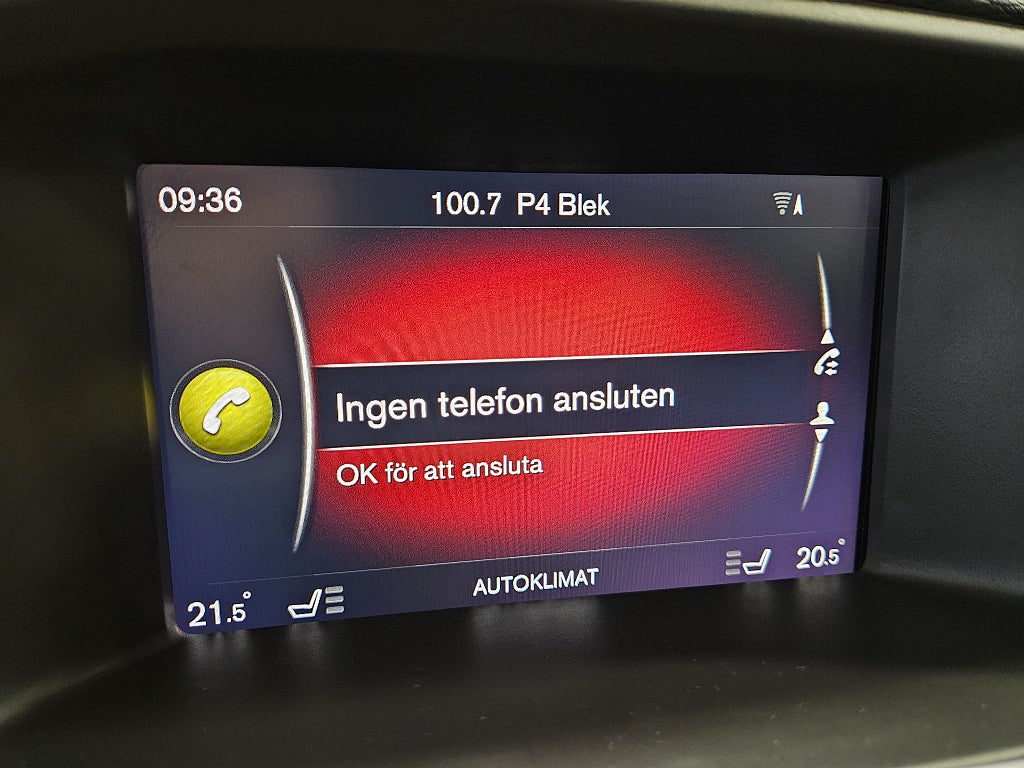 09:36 100.7 P4 Blek
Ingen telefon ansluten
OK för att ansluta
AUTOKLIMAT
21.5° 20.5°